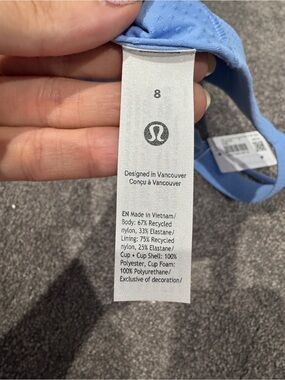 8
Designed in Vancouver
Conçu à Vancouver
EN Made in Vietnam/
Body: 67% Recycled
nylon, 33% Elastane/
Lining: 75% Recycled
nylon, 25% Elastane/
Cup + Cup Shell: 100%
Polyester, Cup Foam:
100% Polyurethane/
Exclusive of decoration/